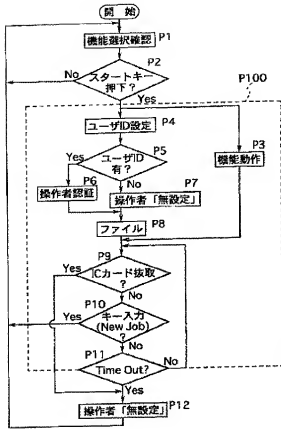 開始
機能選択確認 P1
P2
No
スタートキー
押下?
Yes
P100
ユーザID設定 P4
ユーザID
有?
P5
P3
機能動作
Yes
P6
操作者認証
No
P7
操作者「無設定」
ファイル P8
P9
Yes
ICカード抜取
?
No
P10
Yes
キー入力
(New Job)
?
No
P11
Time Out?
No
Yes
操作者「無設定」 P12